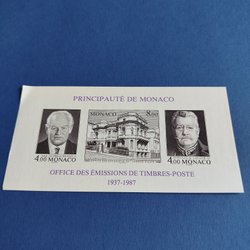 PRINCIPAUTÉ DE MONACO
MONACO 8,00
4,00 MONACO
4,00 MONACO
OFFICE DES ÉMISSIONS DE TIMBRES-POSTE
1937-1987